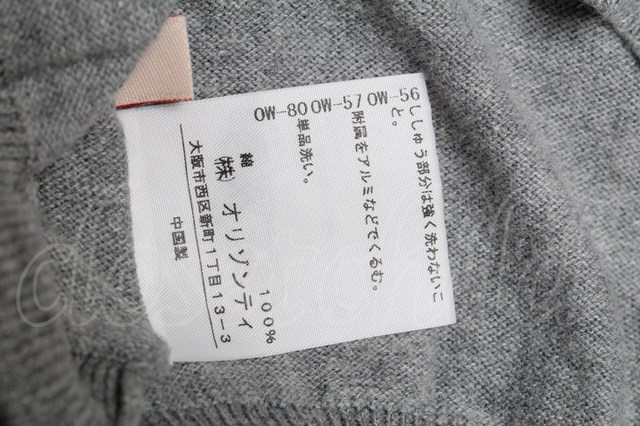 OW-56
ししゅう部分は強く洗わないこ
と。
OW-57
附属をアルミなどでくるむ。
OW-80
単品洗い。
綿 100%
(株) オリゾンティ
大阪市西区新町1丁目13-3
中国製